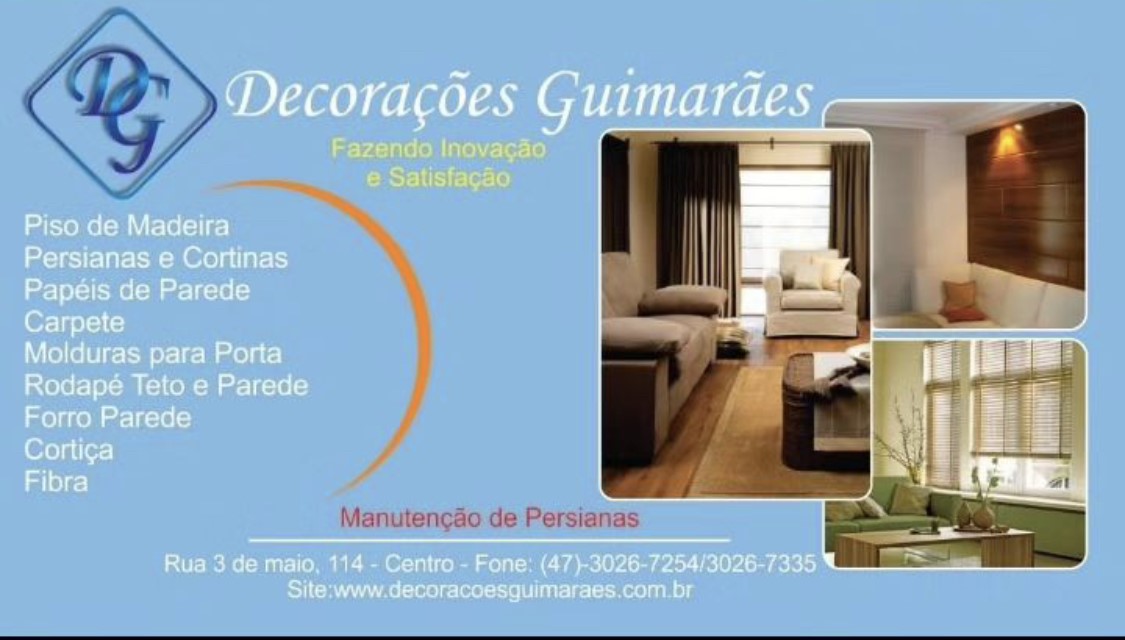 DG
Decorações Guimarães
Fazendo Inovação
e Satisfação
Piso de Madeira
Persianas e Cortinas
Papéis de Parede
Carpete
Molduras para Porta
Rodapé Teto e Parede
Forro Parede
Cortiça
Fibra
Manutenção de Persianas
Rua 3 de maio, 114 - Centro - Fone: (47)-3026-7254/3026-7335
Site:www.decoracoesguimaraes.com.br